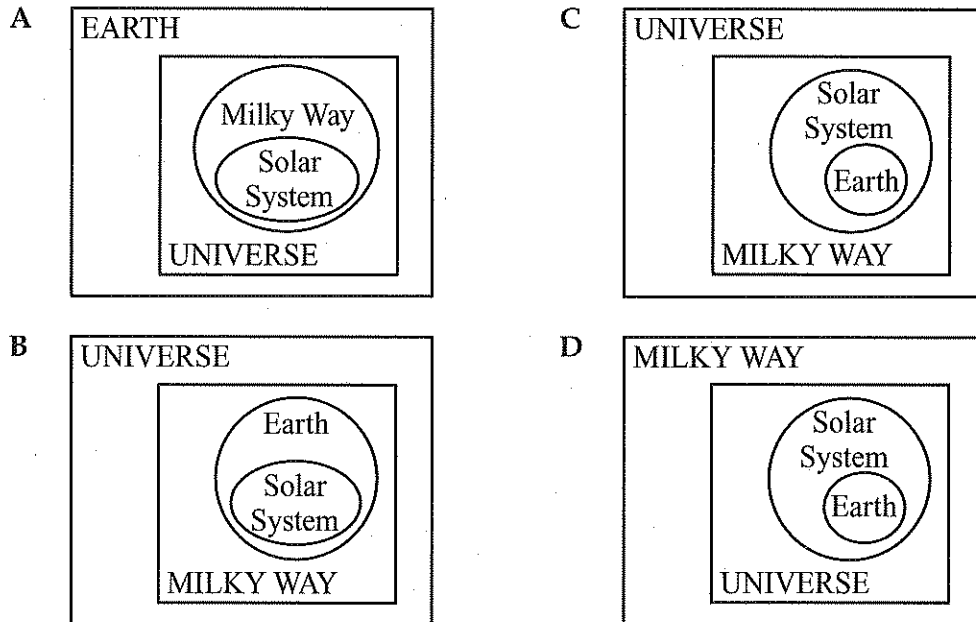 A
EARTH
Milky Way
Solar
System
UNIVERSE
B
UNIVERSE
Earth
Solar
System
MILKY WAY
C
UNIVERSE
Solar
System
Earth
MILKY WAY
D
MILKY WAY
Solar
System
Earth
UNIVERSE